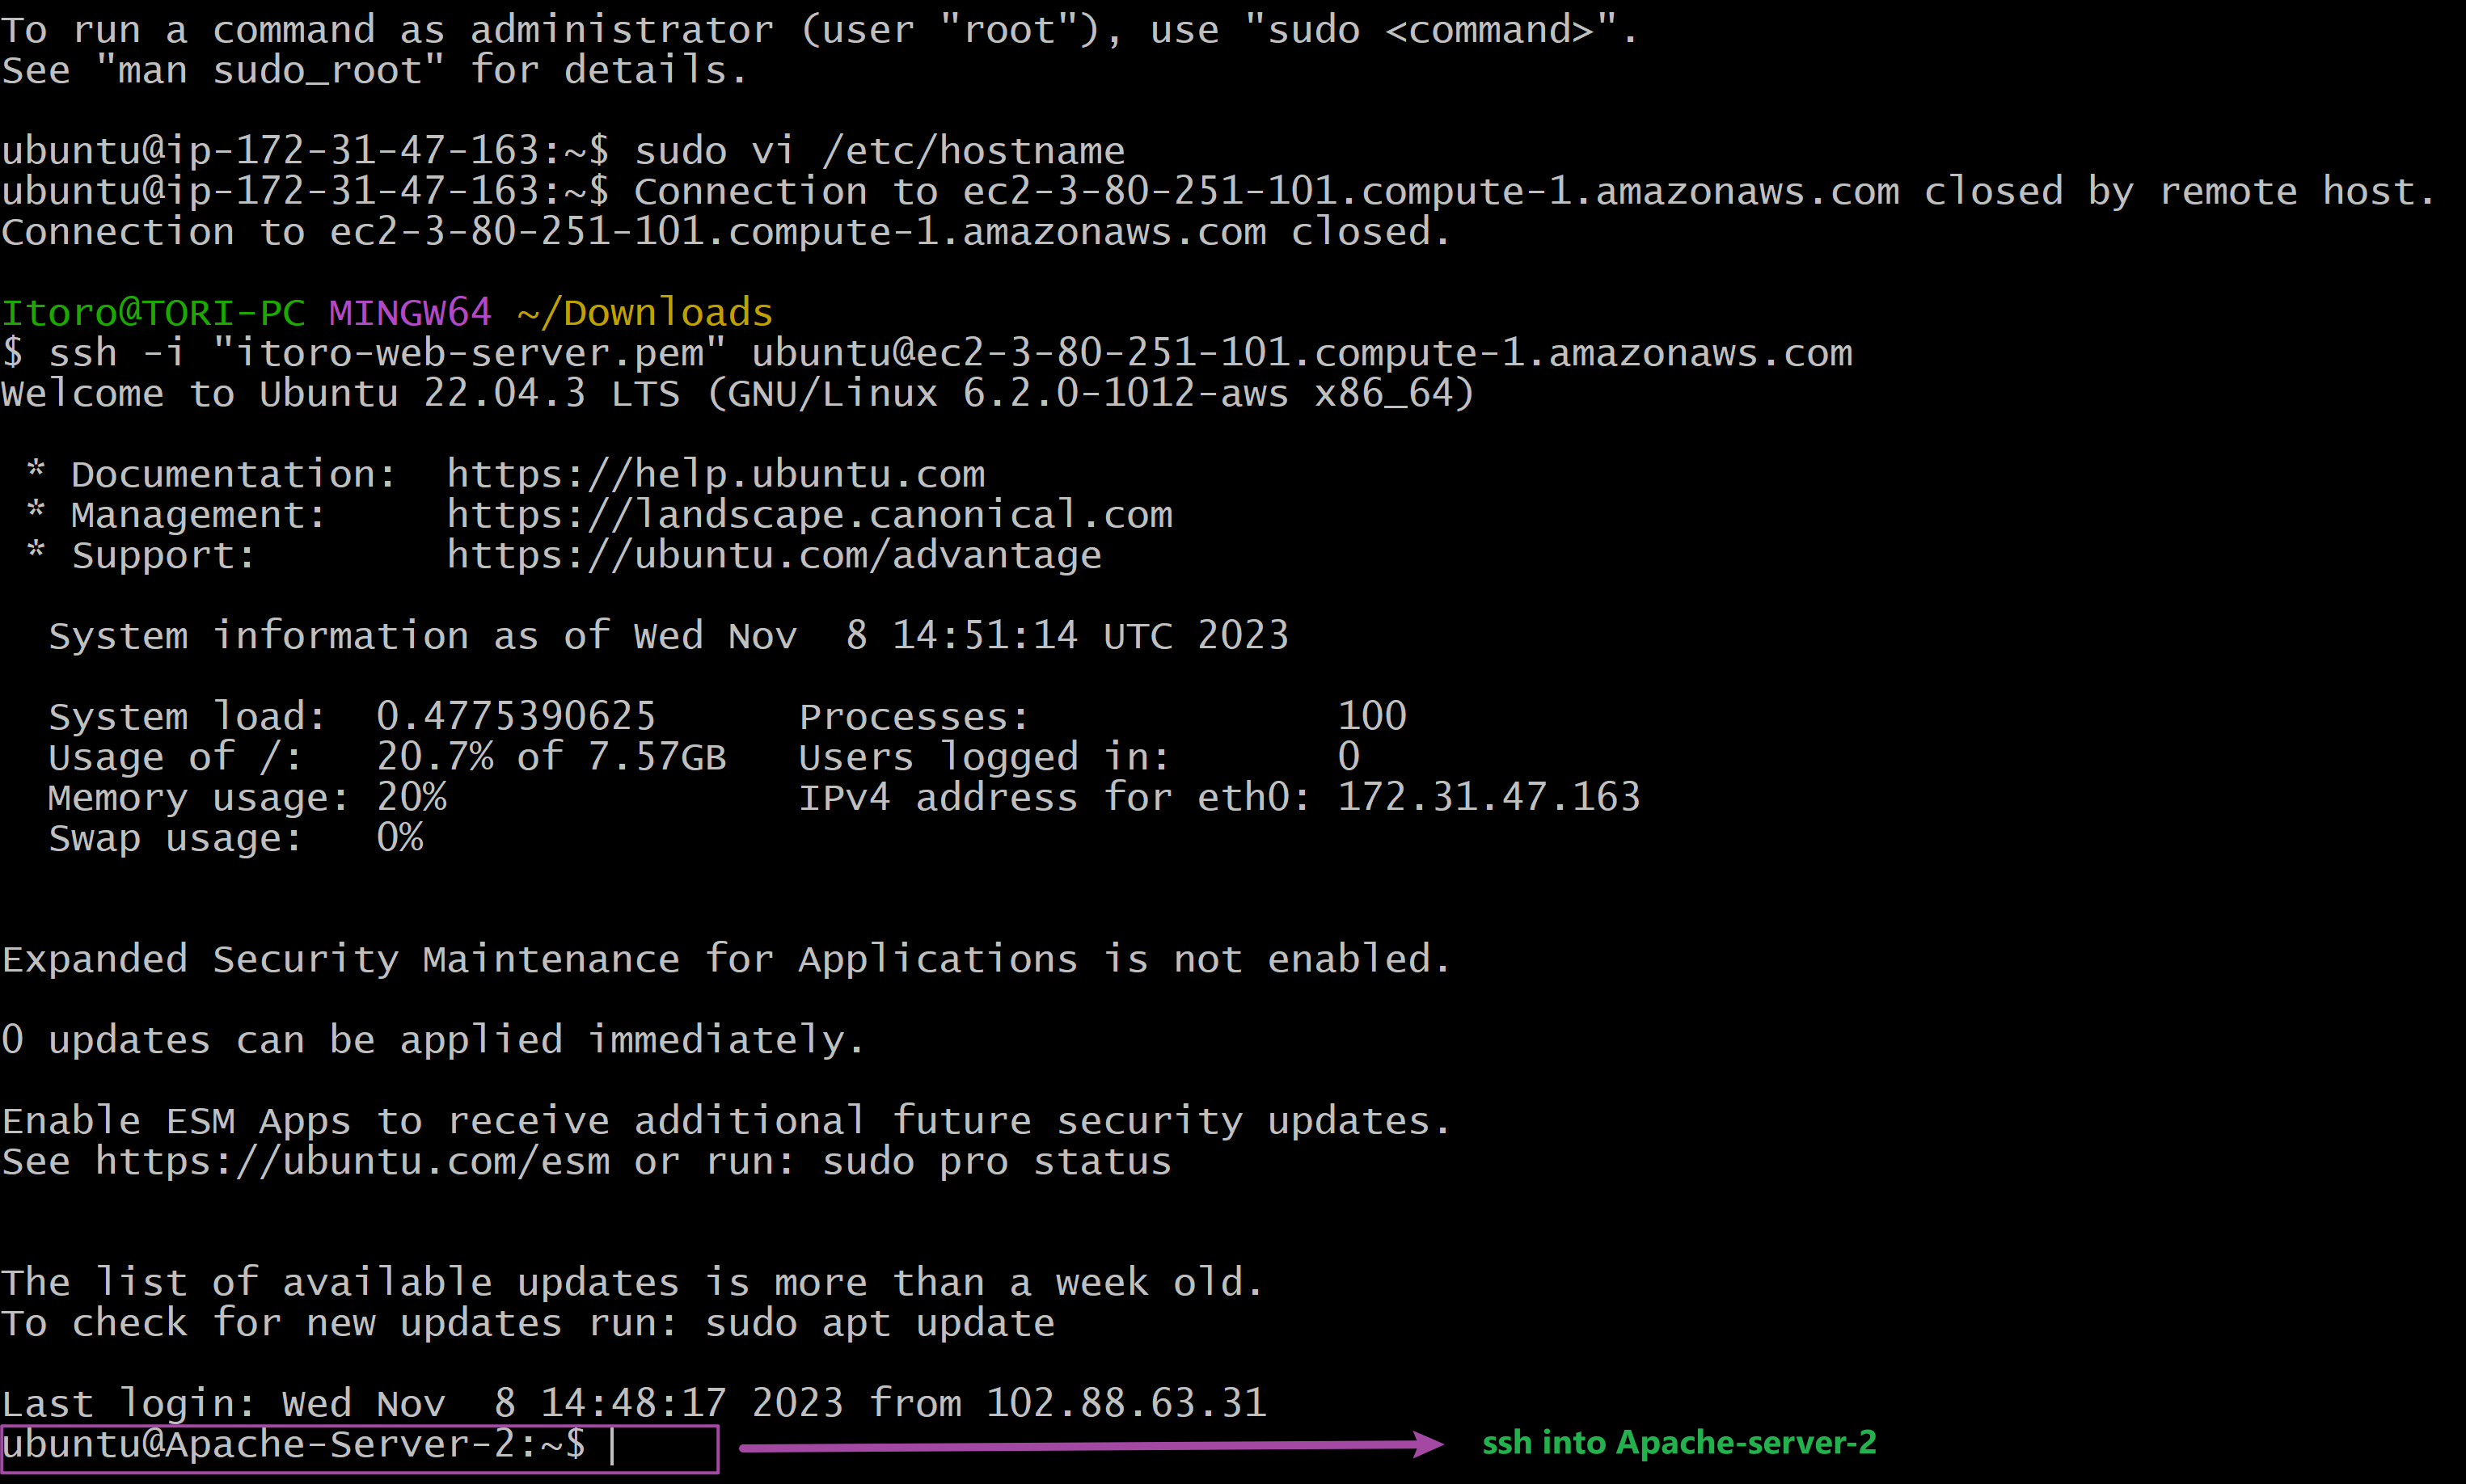 To run a command as administrator (user "root"), use "sudo <command>".
See "man sudo_root" for details.
ubuntu@ip-172-31-47-163:~$ sudo vi /etc/hostname
ubuntu@ip-172-31-47-163:~$ Connection to ec2-3-80-251-101.compute-1.amazonaws.com closed by remote host.
Connection to ec2-3-80-251-101.compute-1.amazonaws.com closed.
Itoro@TORI-PC MINGW64 ~/Downloads
$ ssh -i "itoro-web-server.pem" ubuntu@ec2-3-80-251-101.compute-1.amazonaws.com
Welcome to Ubuntu 22.04.3 LTS (GNU/Linux 6.2.0-1012-aws x86_64)
* Documentation:  https://help.ubuntu.com
* Management:     https://landscape.canonical.com
* Support:        https://ubuntu.com/advantage
System information as of Wed Nov  8 14:51:14 UTC 2023
System load:  0.4775390625      Processes:             100
Usage of /:   20.7% of 7.57GB   Users logged in:       0
Memory usage: 20%               IPv4 address for eth0: 172.31.47.163
Swap usage:   0%
Expanded Security Maintenance for Applications is not enabled.
0 updates can be applied immediately.
Enable ESM Apps to receive additional future security updates.
See https://ubuntu.com/esm or run: sudo pro status
The list of available updates is more than a week old.
To check for new updates run: sudo apt update
Last login: Wed Nov  8 14:48:17 2023 from 102.88.63.31
ubuntu@Apache-Server-2:~$ ssh into Apache-server-2